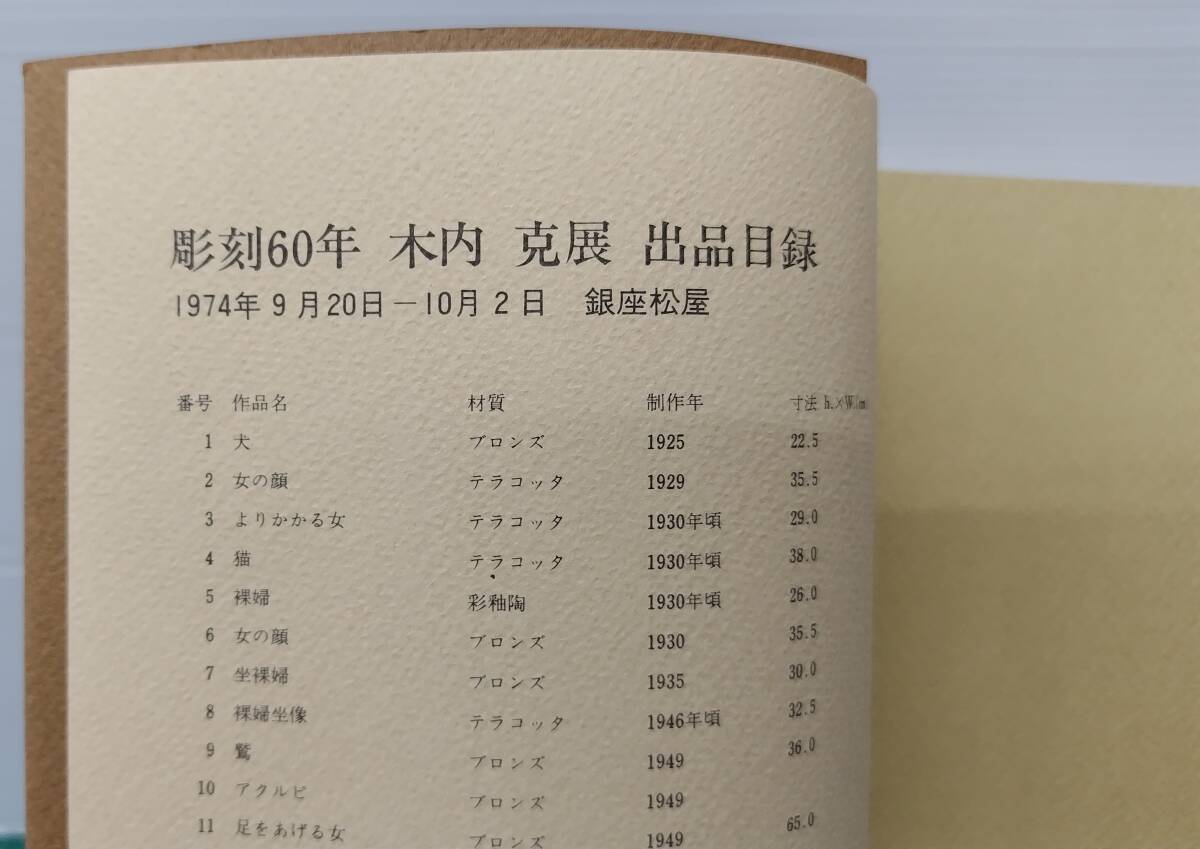 彫刻60年 木内 克展 出品目録
1974年9月20日－10月2日 銀座松屋
番号 作品名 材質 制作年 寸法 h.×W.(cm
1 犬 ブロンズ 1925 22.5
2 女の顔 テラコッタ 1929 35.5
3 よりかかる女 テラコッタ 1930年頃 29.0
4 猫 テラコッタ 1930年頃 38.0
5 裸婦 彩釉陶 1930年頃 26.0
6 女の顔 ブロンズ 1930 35.5
7 坐裸婦 ブロンズ 1935 30.0
8 裸婦坐像 テラコッタ 1946年頃 32.5
9 鷲 ブロンズ 1949 36.0
10 アクルピ ブロンズ 1949
11 足をあげる女 ブロンズ 1949 65.0